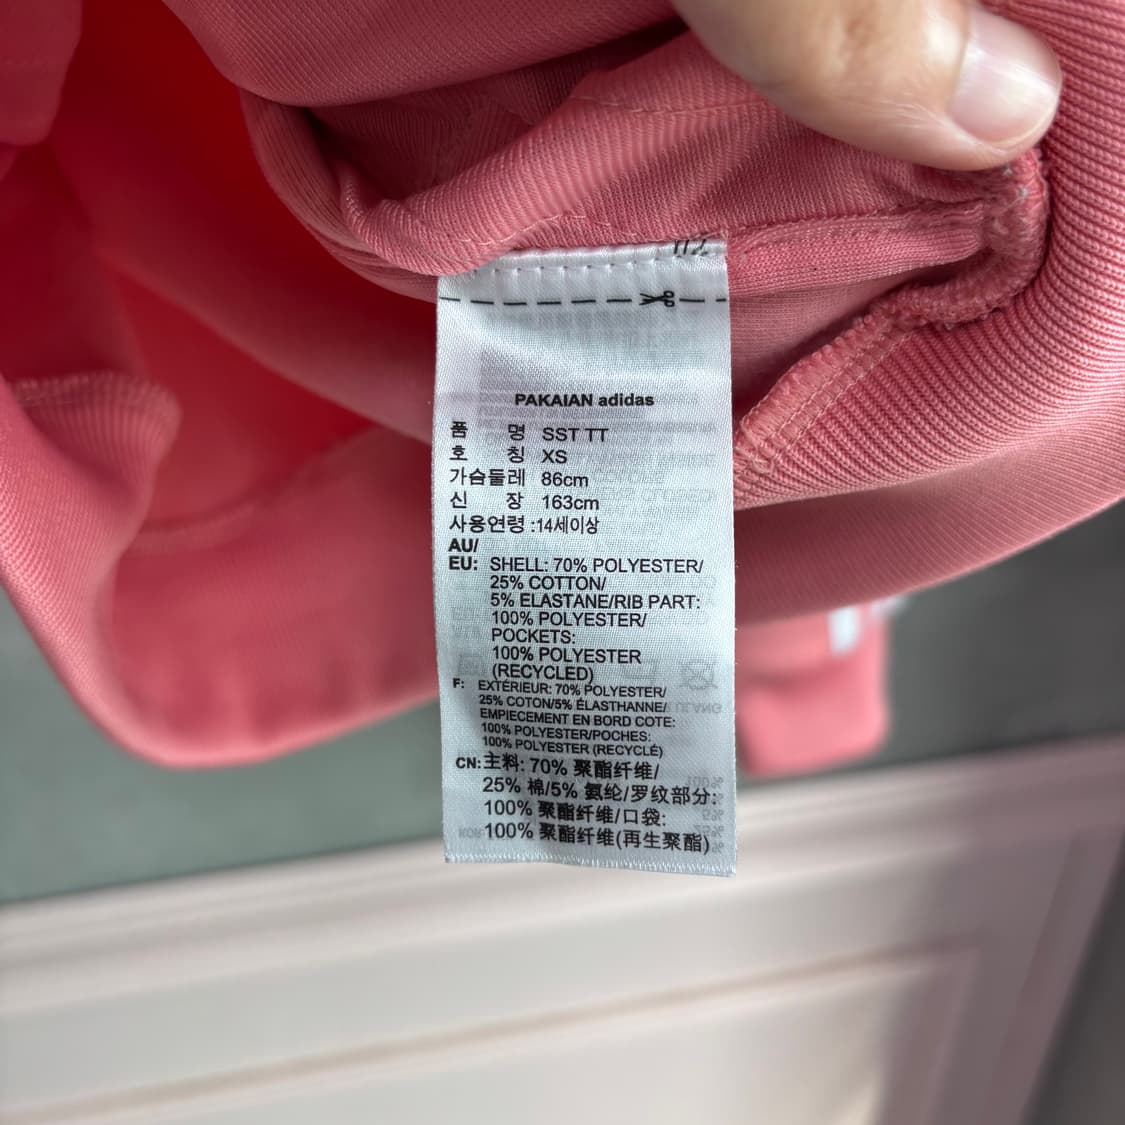 PAKAIAN adidas
품 명 SST TT
호 칭 XS
가슴둘레 86cm
신 장 163cm
사용연령 :14세이상
AU/
EU: SHELL: 70% POLYESTER/
25% COTTON/
5% ELASTANE/RIB PART:
100% POLYESTER/
POCKETS:
100% POLYESTER
(RECYCLED)
F: EXTÉRIEUR: 70% POLYESTER/
25% COTON/5% ÉLASTHANNE/
EMPIECEMENT EN BORD COTE:
100% POLYESTER/POCHES:
100% POLYESTER (RECYCLÉ)
CN: 主料: 70% 聚酯纤维/
25% 棉/5% 氨纶/罗纹部分:
100% 聚酯纤维/口袋:
100% 聚酯纤维(再生聚酯)